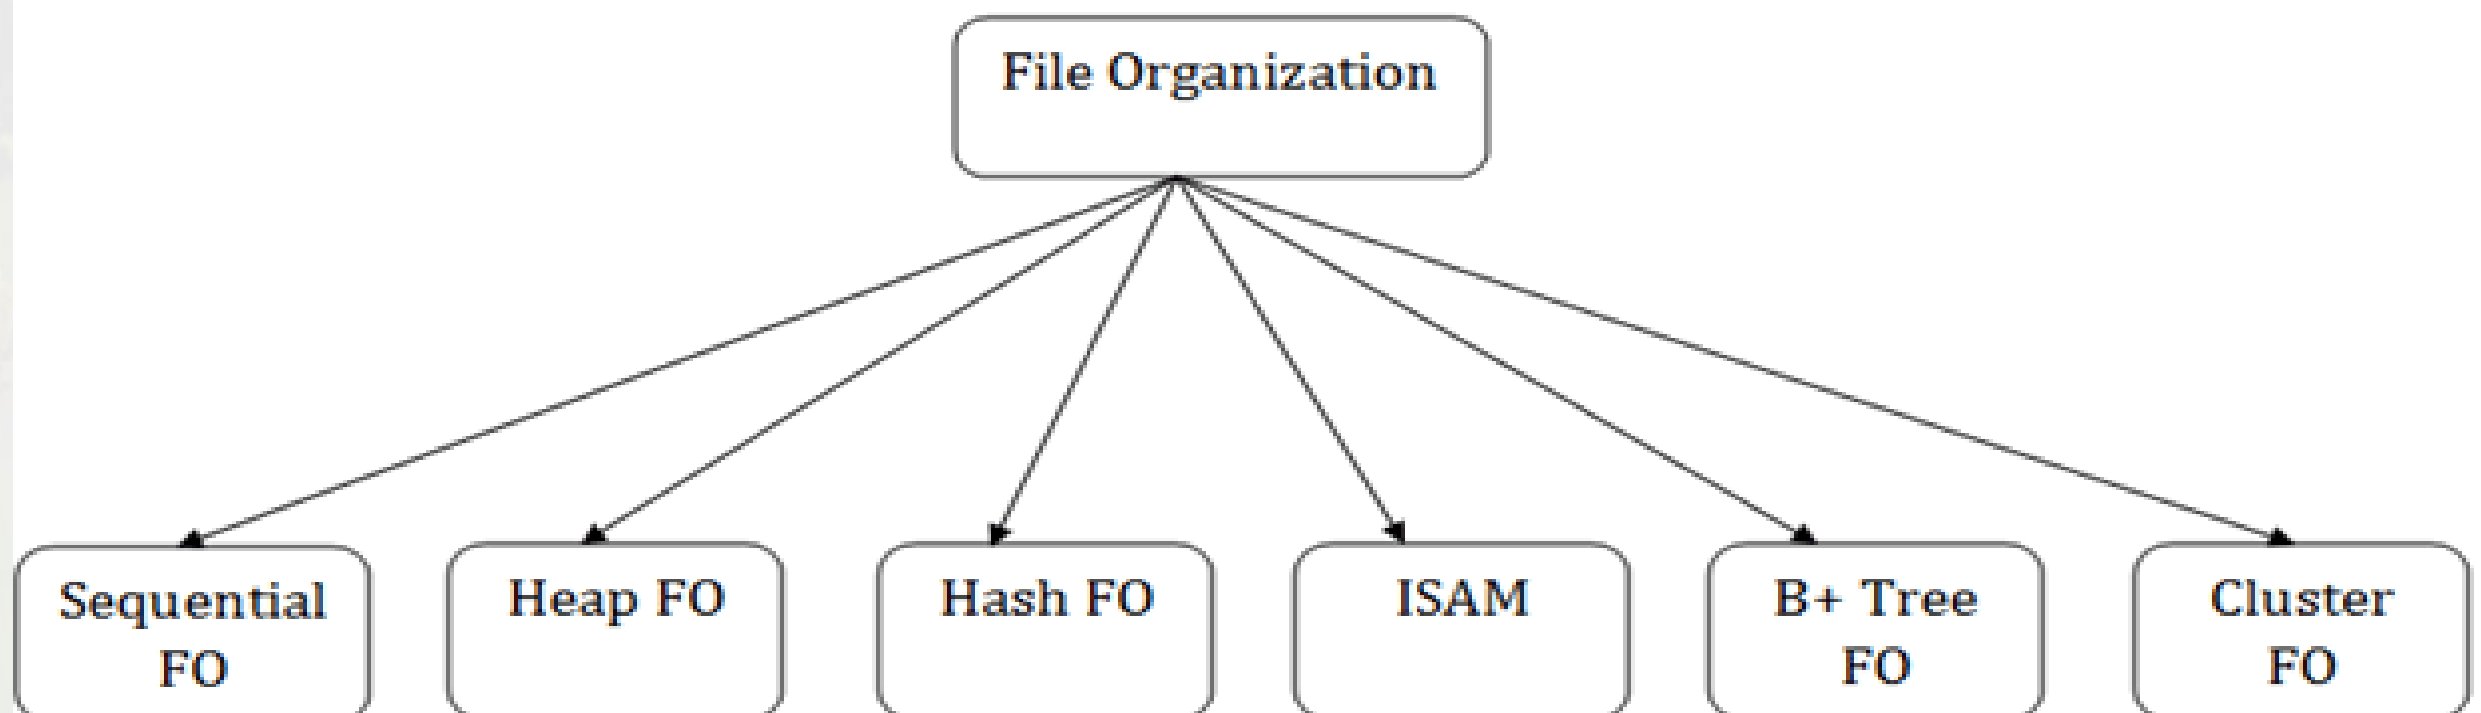 File Organization
Sequential
FO
Heap FO
Hash FO
ISAM
B+ Tree
FO
Cluster
FO